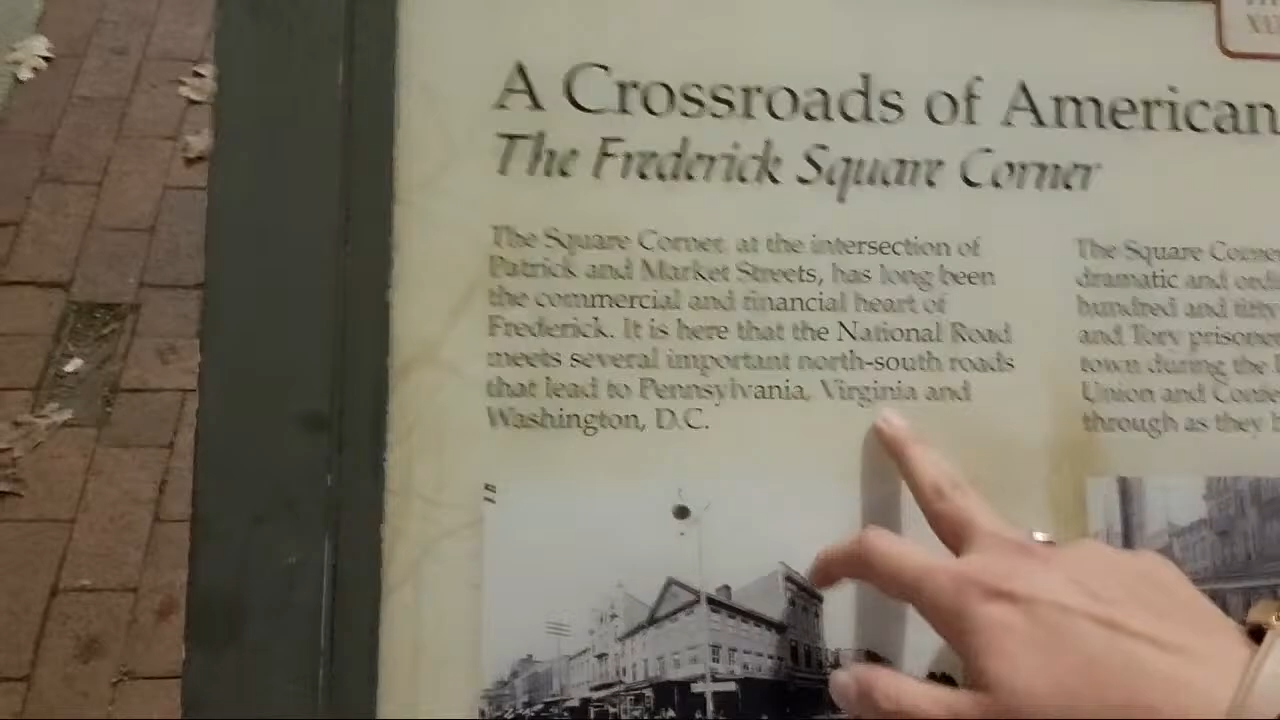 A Crossroads of American
The Frederick Square Corner
The Square Corner, at the intersection of
Patrick and Market Streets, has long been
the commercial and financial heart of
Frederick. It is here that the National Road
meets several important north-south roads
that lead to Pennsylvania, Virginia and
Washington, D.C.
The Square Corne
dramatic and
hundred and fifty
and Tory prisone
town during the
Union and Confe
through as they